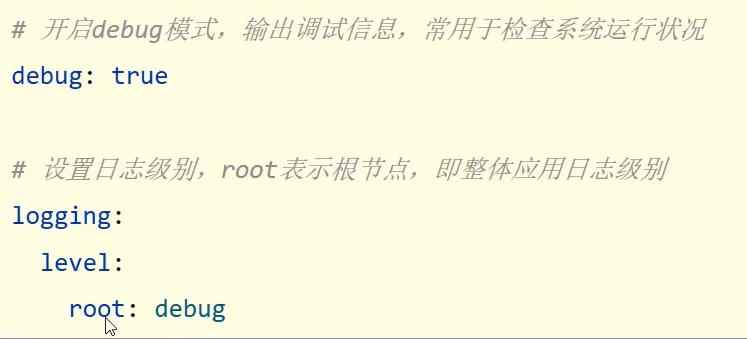 # 开启debug模式，输出调试信息，常用于检查系统运行状况
debug: true
# 设置日志级别，root表示根节点，即整体应用日志级别
logging:
  level:
    root: debug